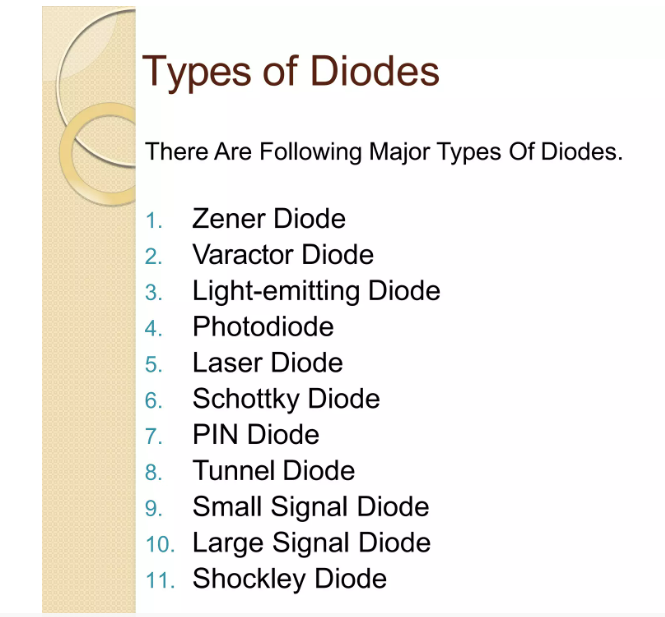 Types of Diodes
There Are Following Major Types Of Diodes.
1. Zener Diode
2. Varactor Diode
3. Light-emitting Diode
4. Photodiode
5. Laser Diode
6. Schottky Diode
7. PIN Diode
8. Tunnel Diode
9. Small Signal Diode
10. Large Signal Diode
11. Shockley Diode